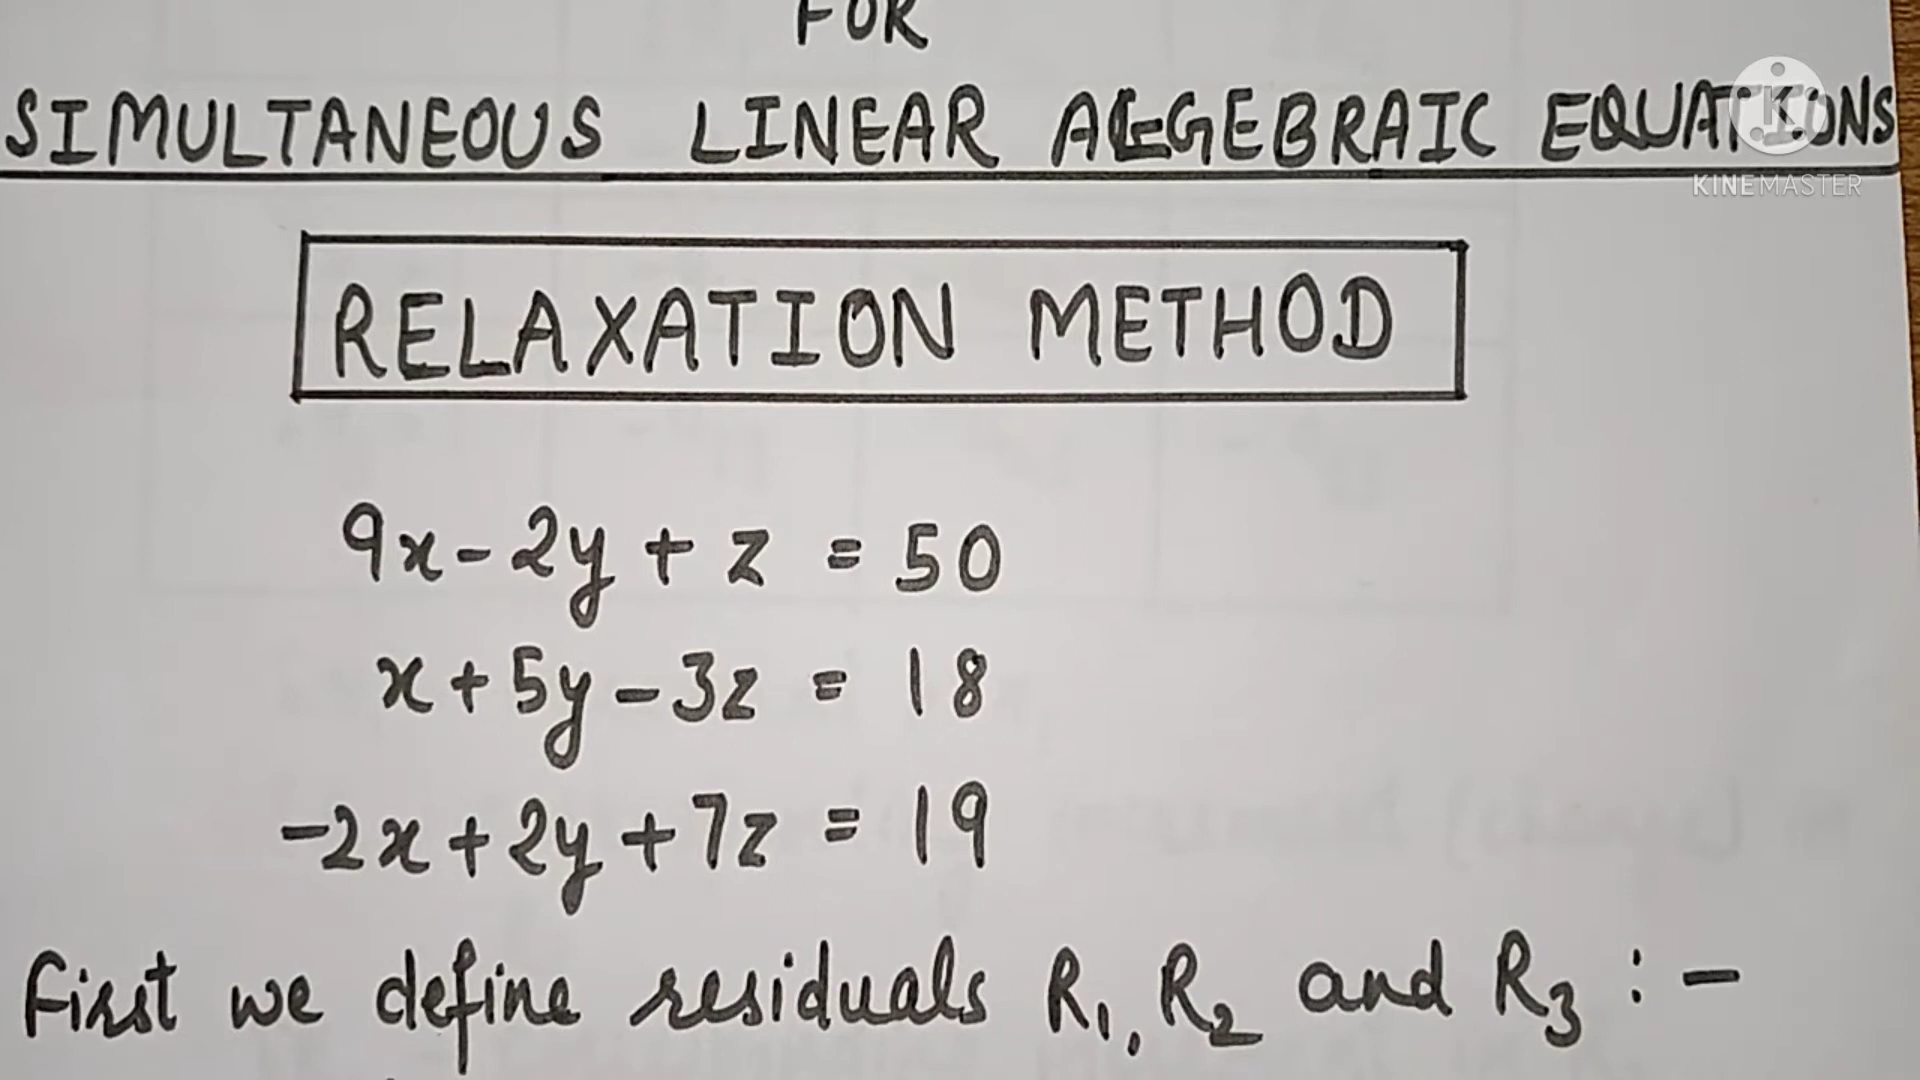 FOR
SIMULTANEOUS LINEAR ALGEBRAIC EQUATIONS
KINEMASTER
RELAXATION METHOD
9x - 2y + z = 50
x + 5y - 3z = 18
-2x + 2y + 7z = 19
First we define residuals R₁, R₂ and R₃ : -